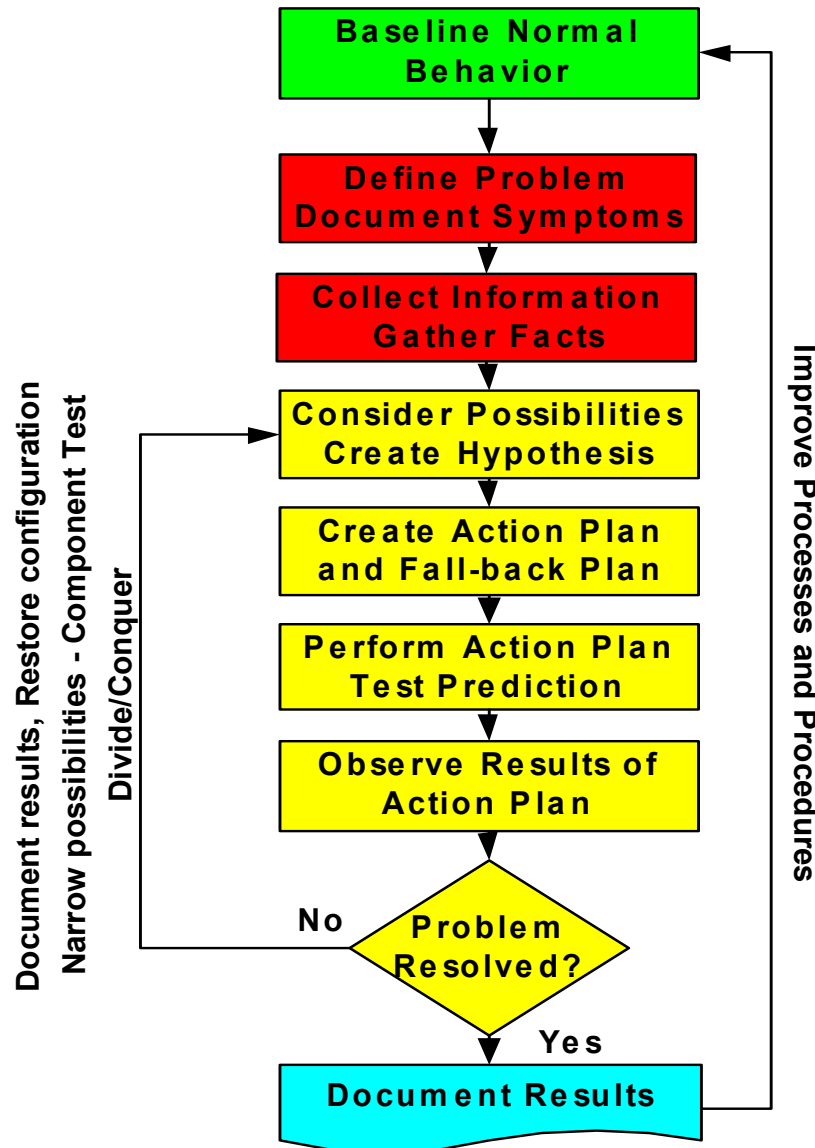 Baseline Normal
Behavior
Define Problem
Document Symptoms
Collect Information
Gather Facts
Consider Possibilities
Create Hypothesis
Create Action Plan
and Fall-back Plan
Perform Action Plan
Test Prediction
Observe Results of
Action Plan
No
Problem
Resolved?
Yes
Document Results
Document results, Restore configuration
Narrow possibilities - Component Test
Divide/Conquer
Improve Processes and Procedures